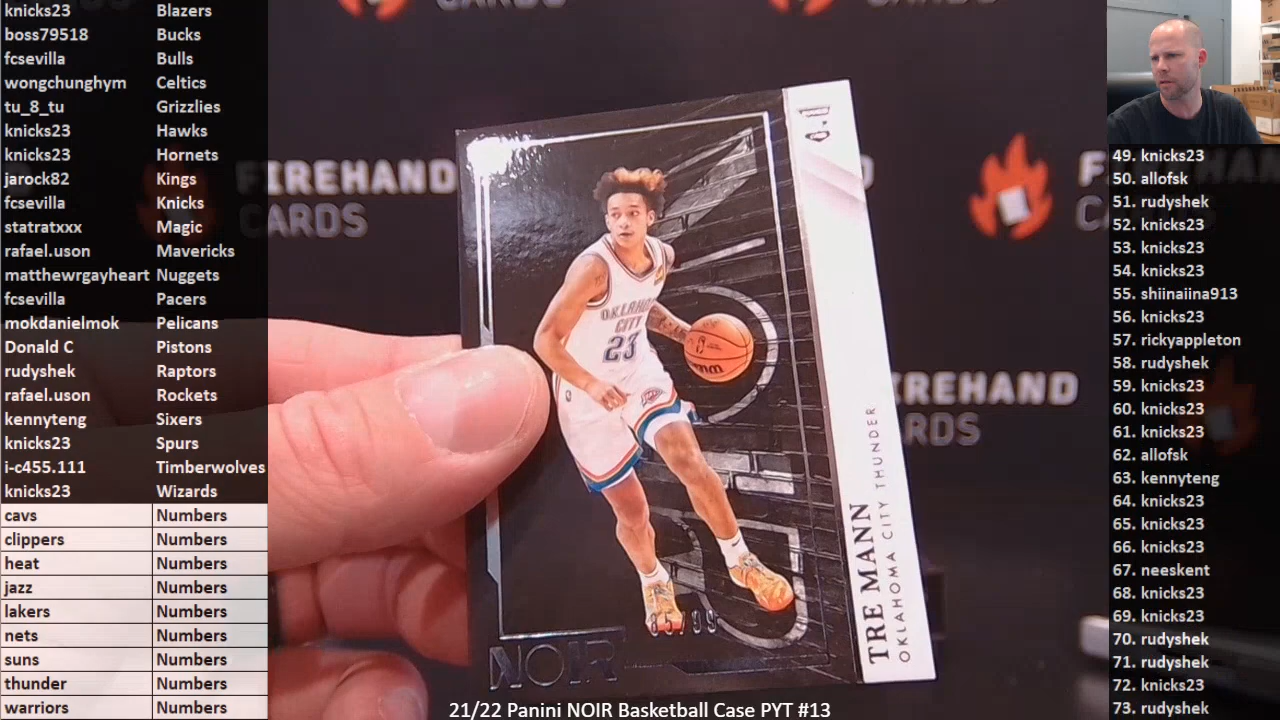 knicks23 Blazers
boss79518 Bucks
fcsevilla Bulls
wongchunghym Celtics
tu_8_tu Grizzlies
knicks23 Hawks
knicks23 Hornets
jarock82 Kings
fcsevilla Knicks
statratxxx Magic
rafael.uson Mavericks
matthewrgayheart Nuggets
fcsevilla Pacers
mokdanielmok Pelicans
Donald C Pistons
rudyshek Raptors
rafael.uson Rockets
kennyteng Sixers
knicks23 Spurs
i-c455.111 Timberwolves
knicks23 Wizards
cavs Numbers
clippers Numbers
heat Numbers
jazz Numbers
lakers Numbers
nets Numbers
suns Numbers
thunder Numbers
warriors Numbers
CARDS
CARDS
FIREHAND
CARDS
OKLAHOMA
CITY
23
85/99
NOIR
TRE MANN
OKLAHOMA CITY THUNDER
FIREHAND
CARDS
21/22 Panini NOIR Basketball Case PYT #13
49. knicks23
50. allofsk
51. rudyshek
52. knicks23
53. knicks23
54. knicks23
55. shiinaiina913
56. knicks23
57. rickyappleton
58. rudyshek
59. knicks23
60. knicks23
61. knicks23
62. allofsk
63. kennyteng
64. knicks23
65. knicks23
66. knicks23
67. neeskent
68. knicks23
69. knicks23
70. rudyshek
71. rudyshek
72. knicks23
73. rudyshek